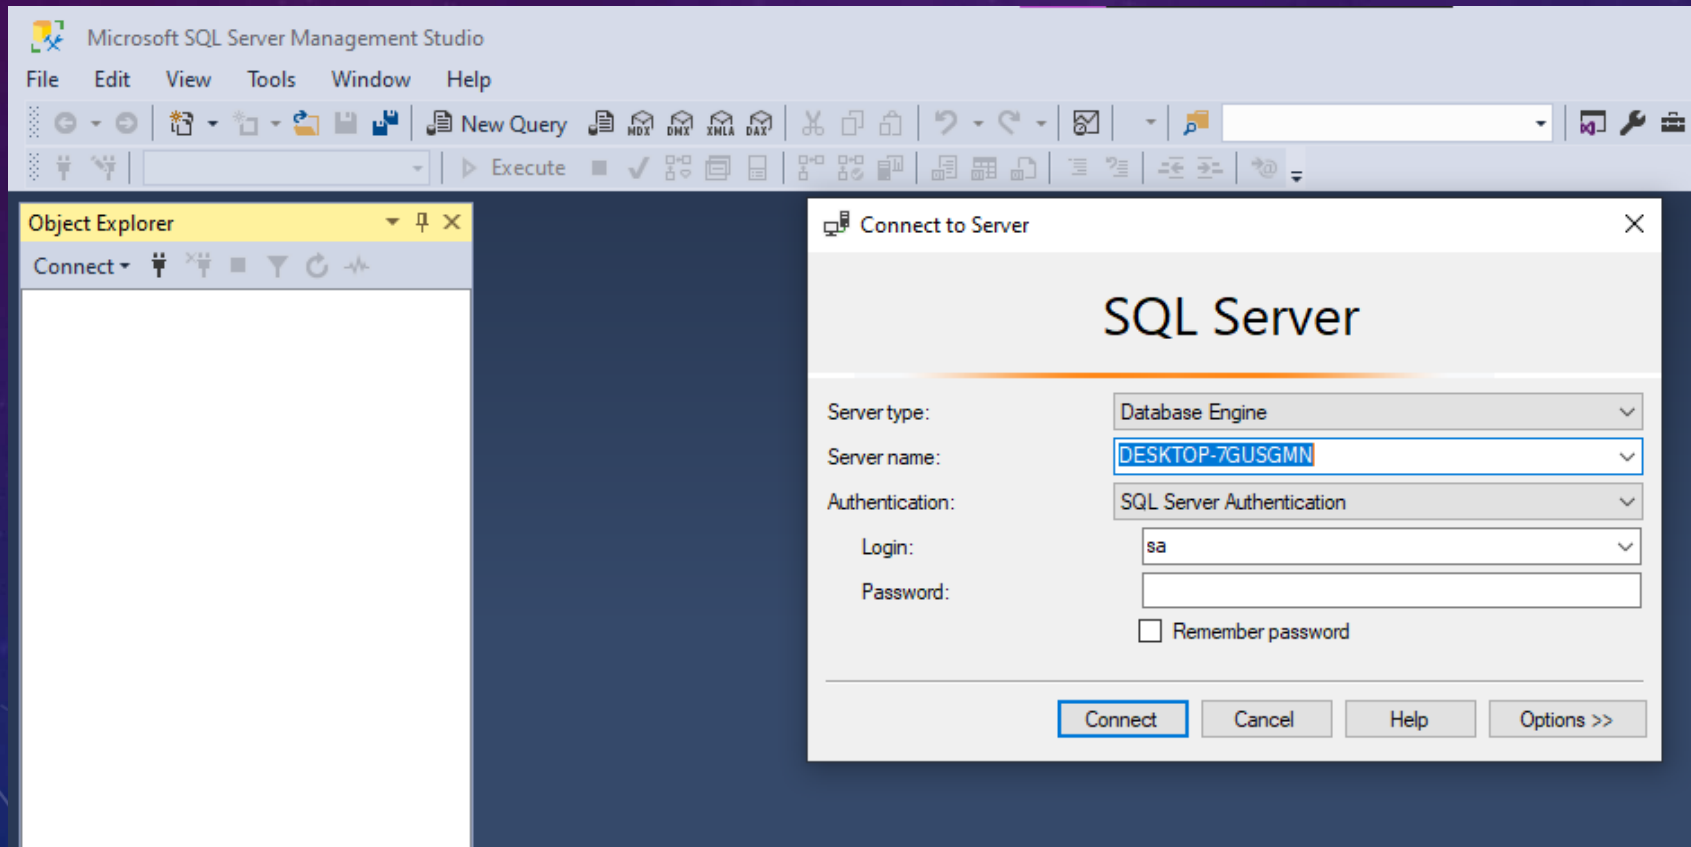 Microsoft SQL Server Management Studio
File Edit View Tools Window Help
New Query MDX DMX XMLA DAX
Execute
Object Explorer
Connect
Connect to Server
SQL Server
Server type: Database Engine
Server name: DESKTOP-7GUSGMN
Authentication: SQL Server Authentication
Login: sa
Password:
Remember password
Connect Cancel Help Options >>